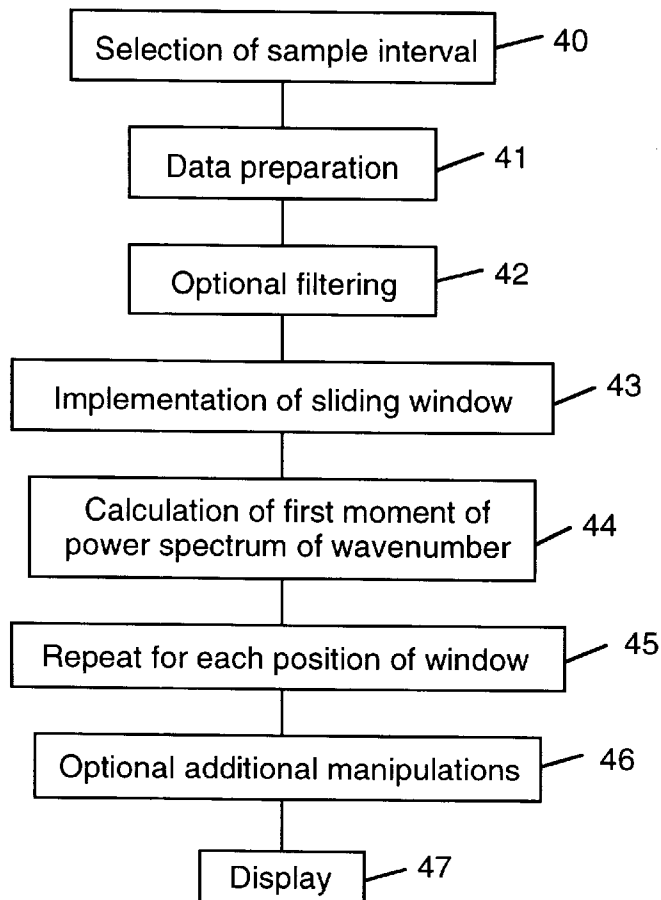 Selection of sample interval 40
Data preparation 41
Optional filtering 42
Implementation of sliding window 43
Calculation of first moment of
power spectrum of wavenumber 44
Repeat for each position of window 45
Optional additional manipulations 46
Display 47